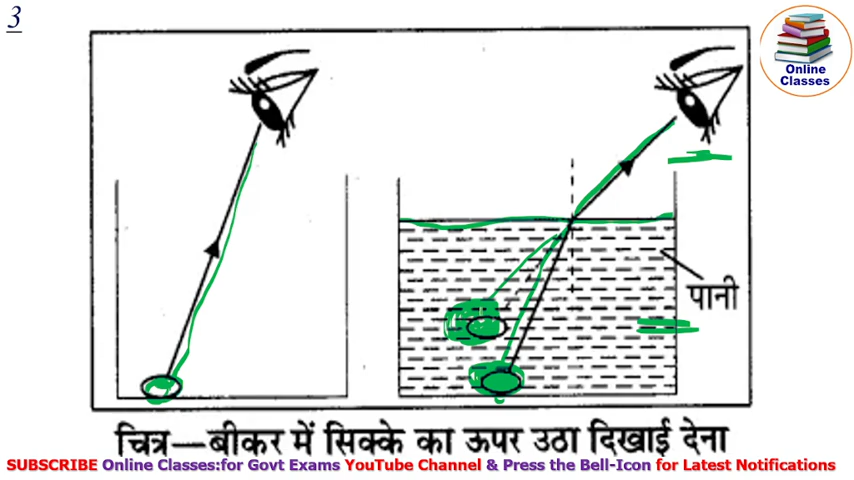 3
Online
Classes
पानी
चित्र—बीकर में सिक्के का ऊपर उठा दिखाई देना
SUBSCRIBE Online Classes:for Govt Exams YouTube Channel & Press the Bell-Icon for Latest Notifications